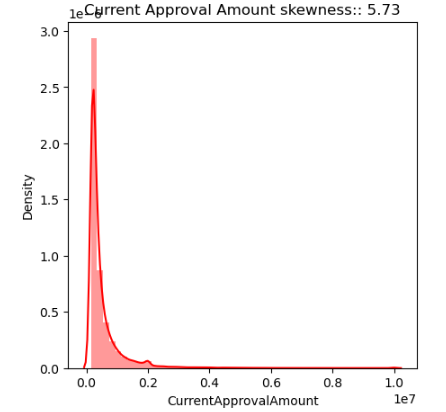 Current Approval Amount skewness:: 5.73
1e−6
3.0
2.5
2.0
1.5
1.0
0.5
0.0
Density
0.0 0.2 0.4 0.6 0.8 1.0
1e7
CurrentApprovalAmount